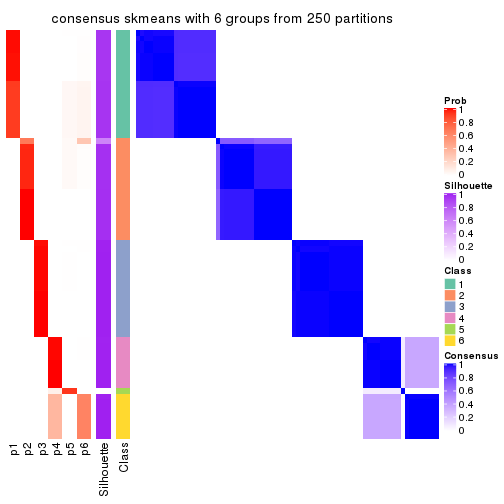 consensus skmeans with 6 groups from 250 partitions
Prob
1
0.8
0.6
0.4
0.2
0
Silhouette
1
0.8
0.6
0.4
0.2
0
Class
1
2
3
4
5
6
Consensus
1
0.8
0.6
0.4
0.2
0
p1
p2
p3
p4
p5
p6
Silhouette
Class